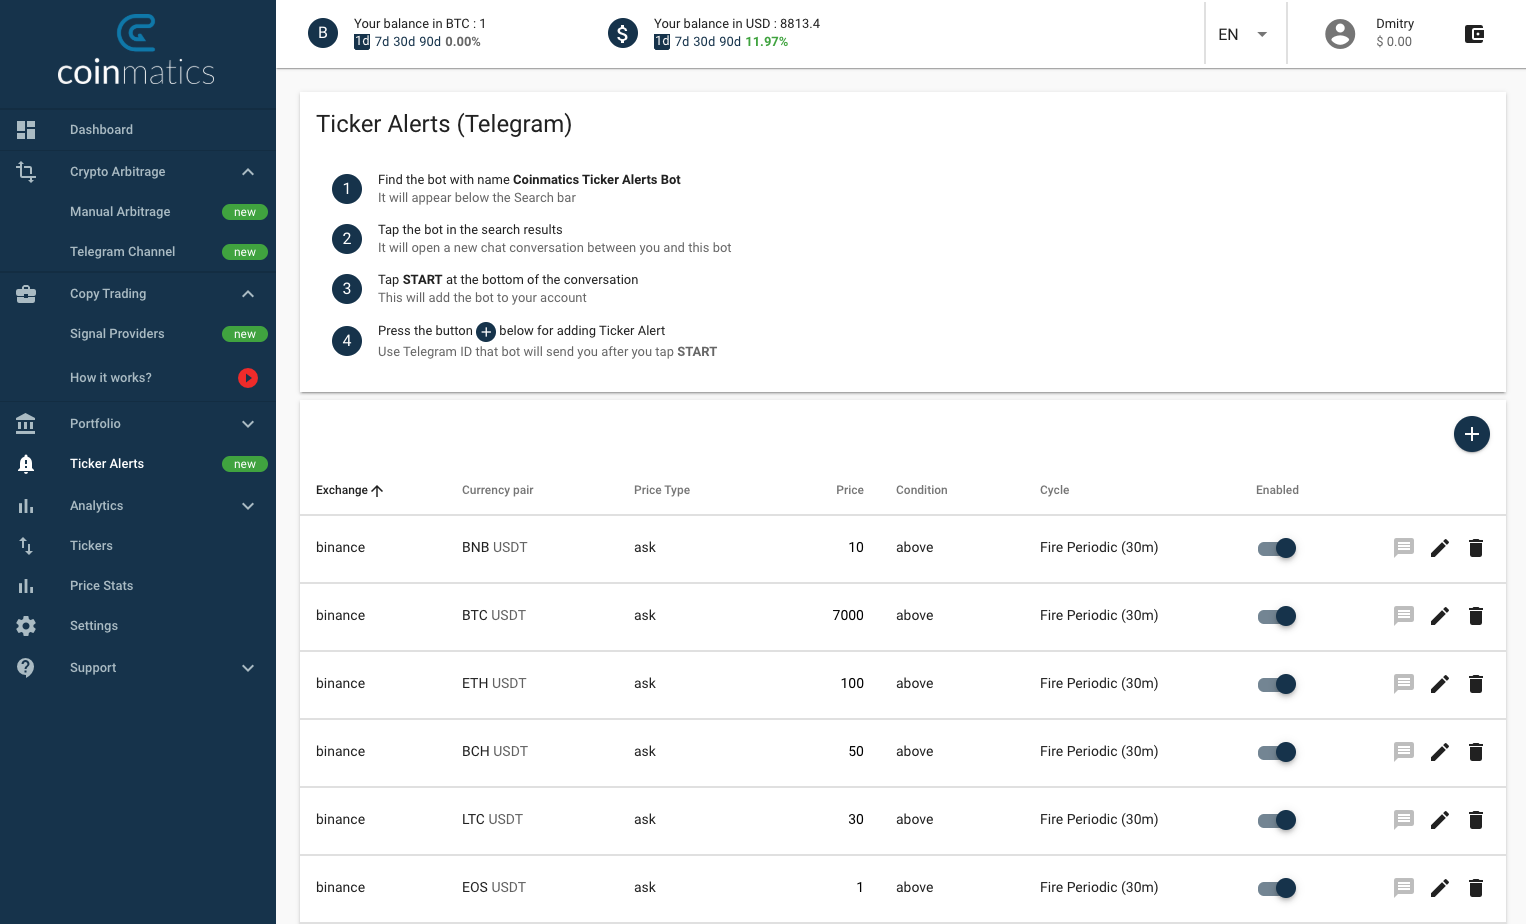 coinmatics
Dashboard
Crypto Arbitrage
Manual Arbitrage new
Telegram Channel new
Copy Trading
Signal Providers new
How it works?
Portfolio
Ticker Alerts new
Analytics
Tickers
Price Stats
Settings
Support
B
Your balance in BTC : 1
1d 7d 30d 90d 0.00%
$
Your balance in USD : 8813.4
1d 7d 30d 90d 11.97%
EN
Dmitry
$ 0.00
Ticker Alerts (Telegram)
1
Find the bot with name Coinmatics Ticker Alerts Bot
It will appear below the Search bar
2
Tap the bot in the search results
It will open a new chat conversation between you and this bot
3
Tap START at the bottom of the conversation
This will add the bot to your account
4
Press the button + below for adding Ticker Alert
Use Telegram ID that bot will send you after you tap START
+
Exchange Currency pair Price Type Price Condition Cycle Enabled
binance BNB USDT ask 10 above Fire Periodic (30m)
binance BTC USDT ask 7000 above Fire Periodic (30m)
binance ETH USDT ask 100 above Fire Periodic (30m)
binance BCH USDT ask 50 above Fire Periodic (30m)
binance LTC USDT ask 30 above Fire Periodic (30m)
binance EOS USDT ask 1 above Fire Periodic (30m)